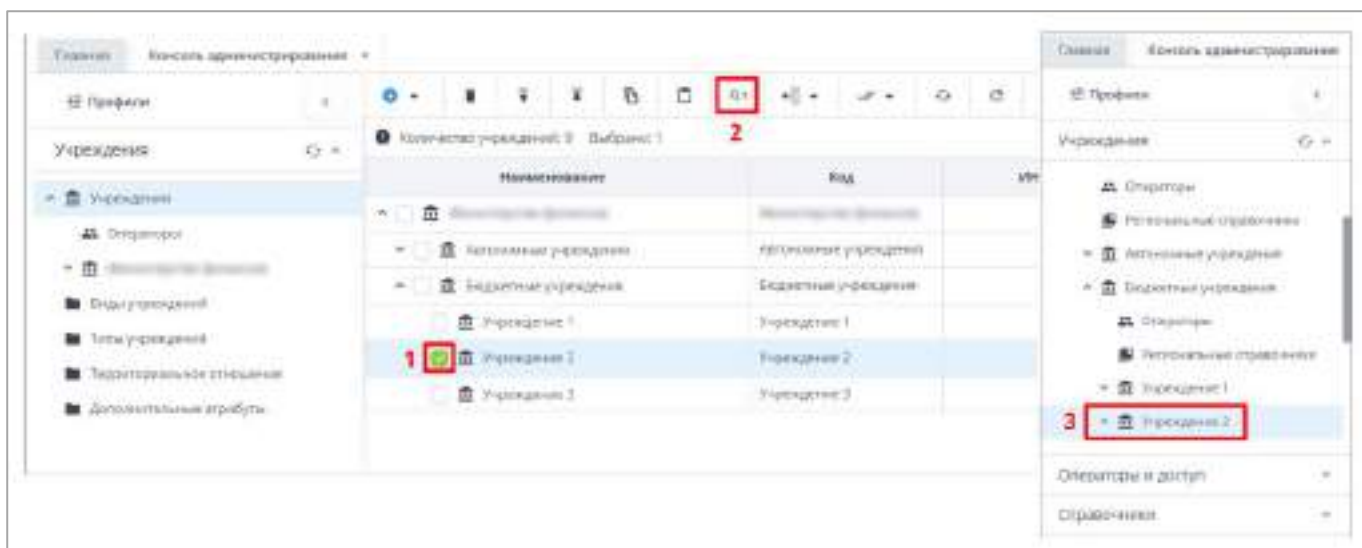 Главная Консоль администрирования
Профили
Учреждения
Учреждения
Операторы
Виды учреждений
Типы учреждений
Территориальное отношение
Дополнительные атрибуты
2
Количество учреждений: 9 Выбрано: 1
Наименование Код ИН
Автономные учреждения Автономные учреждения
Бюджетные учреждения Бюджетные учреждения
Учреждение 1 Учреждение 1
1 Учреждение 2 Учреждение 2
Учреждение 3 Учреждение 3
Главная Консоль администрирования
Профили
Учреждения
Операторы
Региональные справочники
Автономные учреждения
Бюджетные учреждения
Операторы
Региональные справочники
Учреждение 1
3 Учреждение 2
Операторы и доступ
Справочники